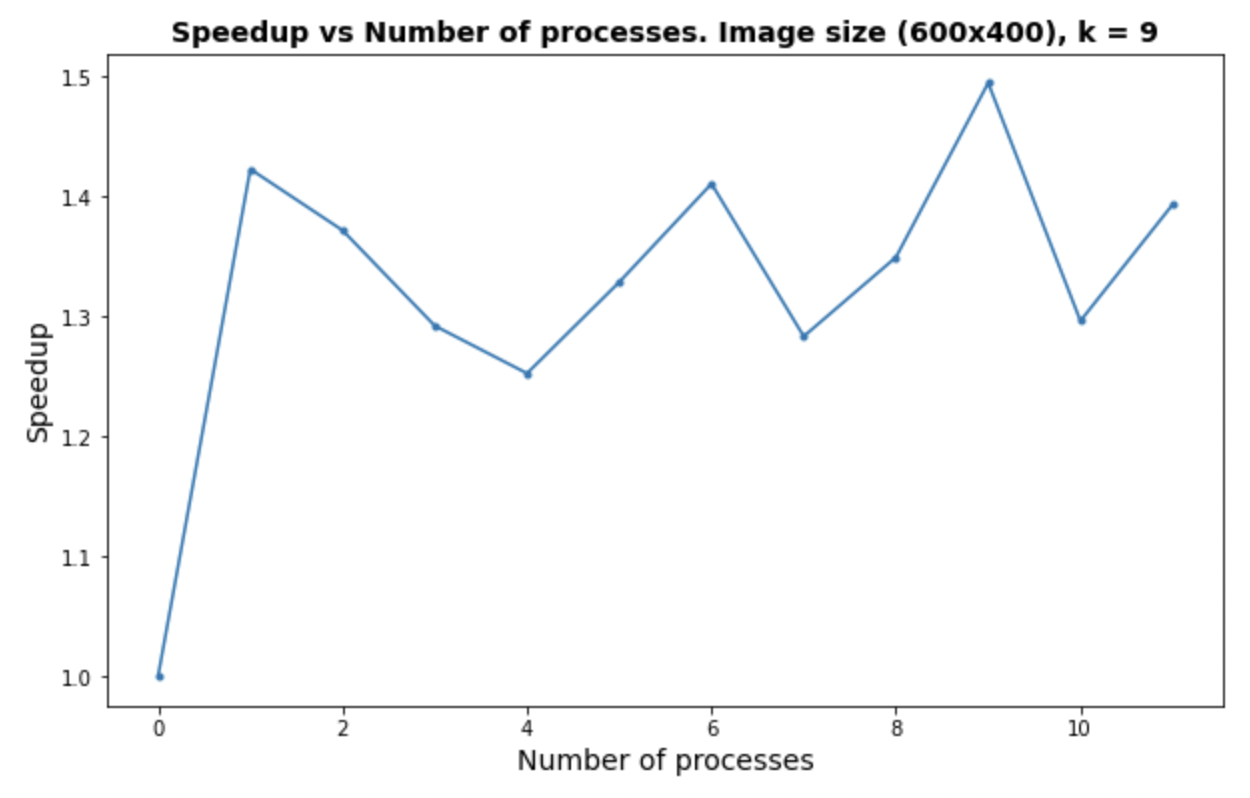 Speedup vs Number of processes. Image size (600x400), k = 9
1.5
1.4
1.3
1.2
1.1
1.0
Speedup
0 2 4 6 8 10
Number of processes